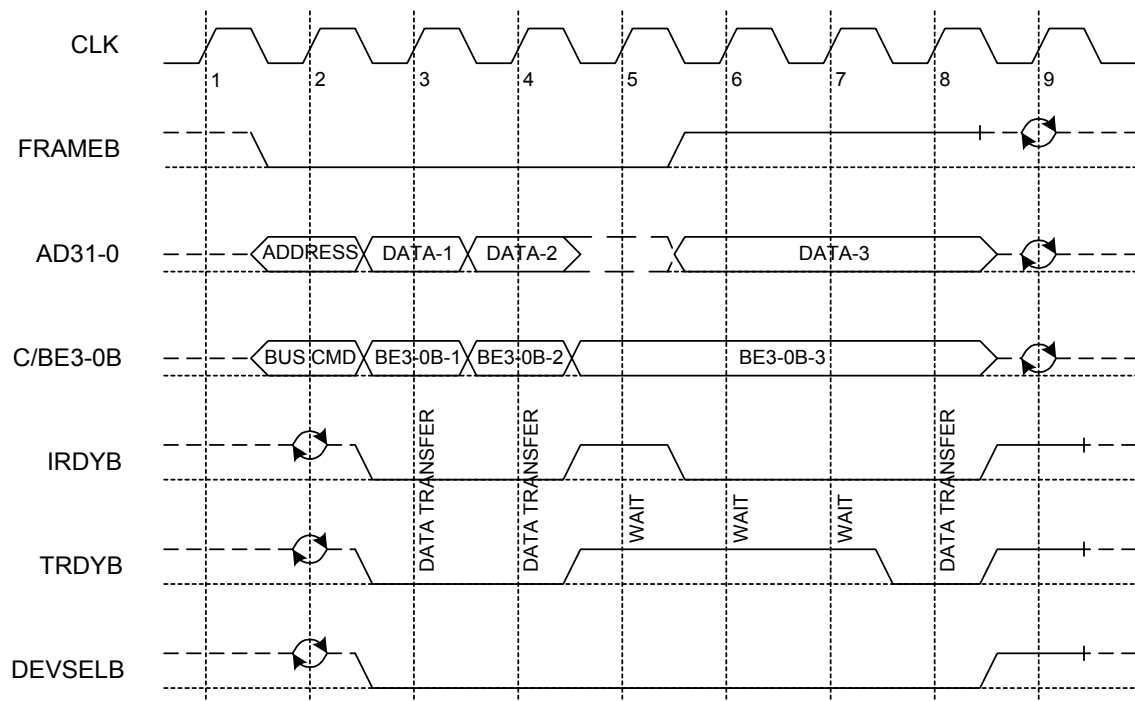 CLK
1 2 3 4 5 6 7 8 9
FRAMEB
AD31-0
ADDRESS DATA-1 DATA-2 DATA-3
C/BE3-0B
BUS CMD BE3-0B-1 BE3-0B-2 BE3-0B-3
IRDYB
DATA TRANSFER
DATA TRANSFER
WAIT
WAIT
WAIT
DATA TRANSFER
TRDYB
DEVSELB